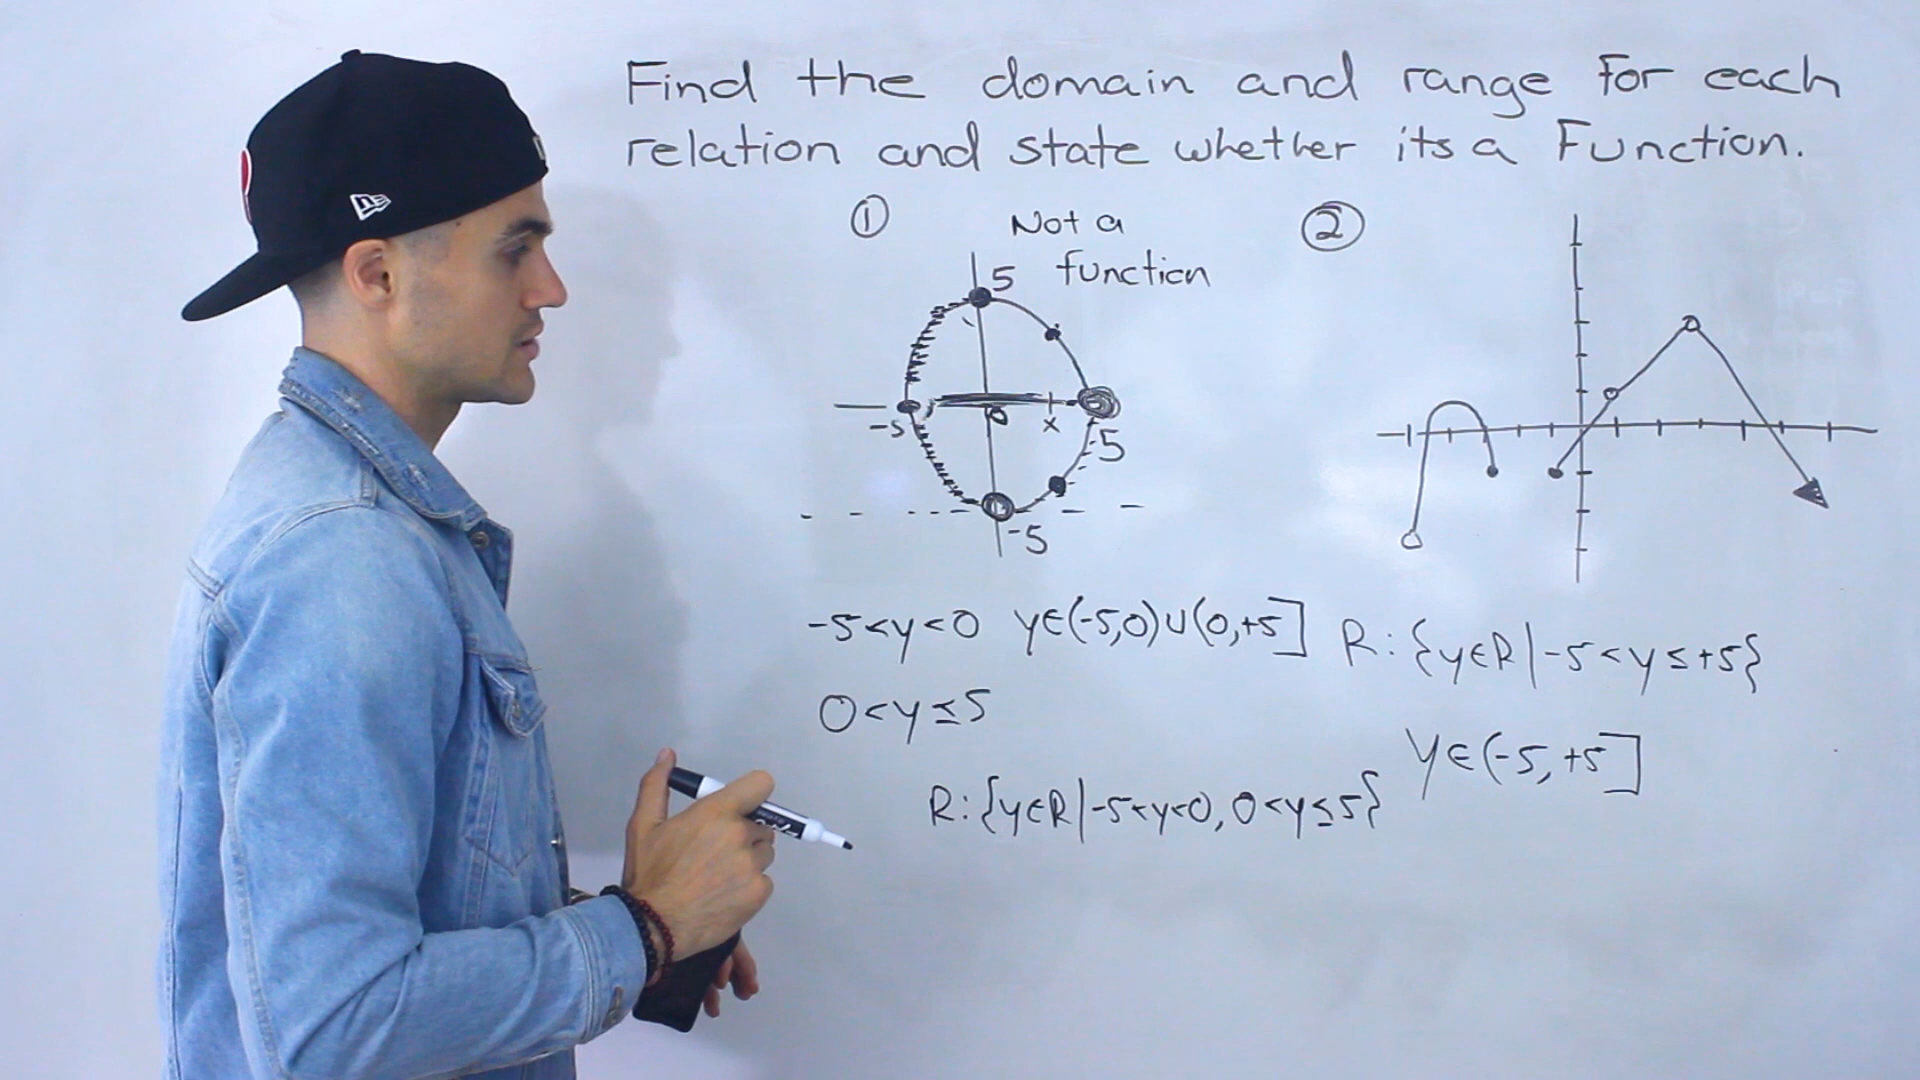 Find the domain and range for each
relation and state whether its a Function.
① Not a
function
②
5
-5
0
x
5
-5
-5<y<0 y∈(-5,0)∪(0,+5]
R:{y∈R|-5<y≤+5}
0<y≤5
y∈(-5,+5]
R:{y∈R|-5<y<0,0<y≤5}